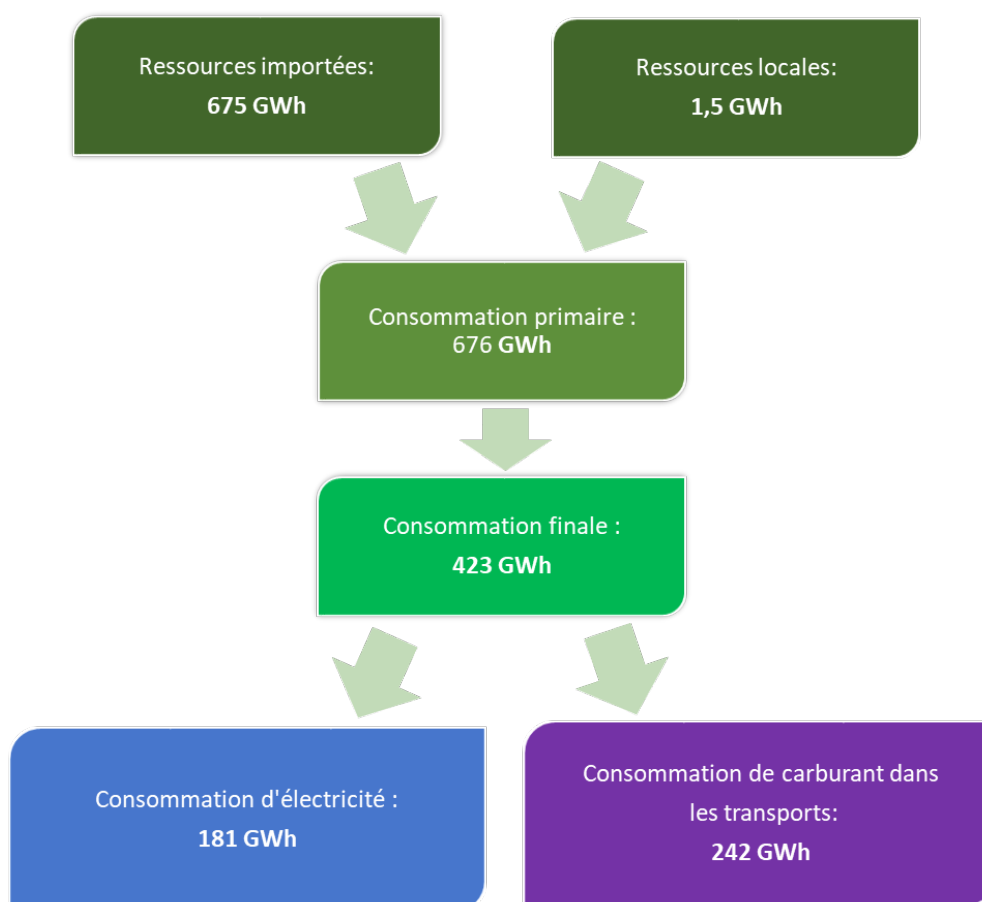 Ressources importées:
675 GWh
Ressources locales:
1,5 GWh
Consommation primaire :
676 GWh
Consommation finale :
423 GWh
Consommation d'électricité :
181 GWh
Consommation de carburant dans
les transports:
242 GWh